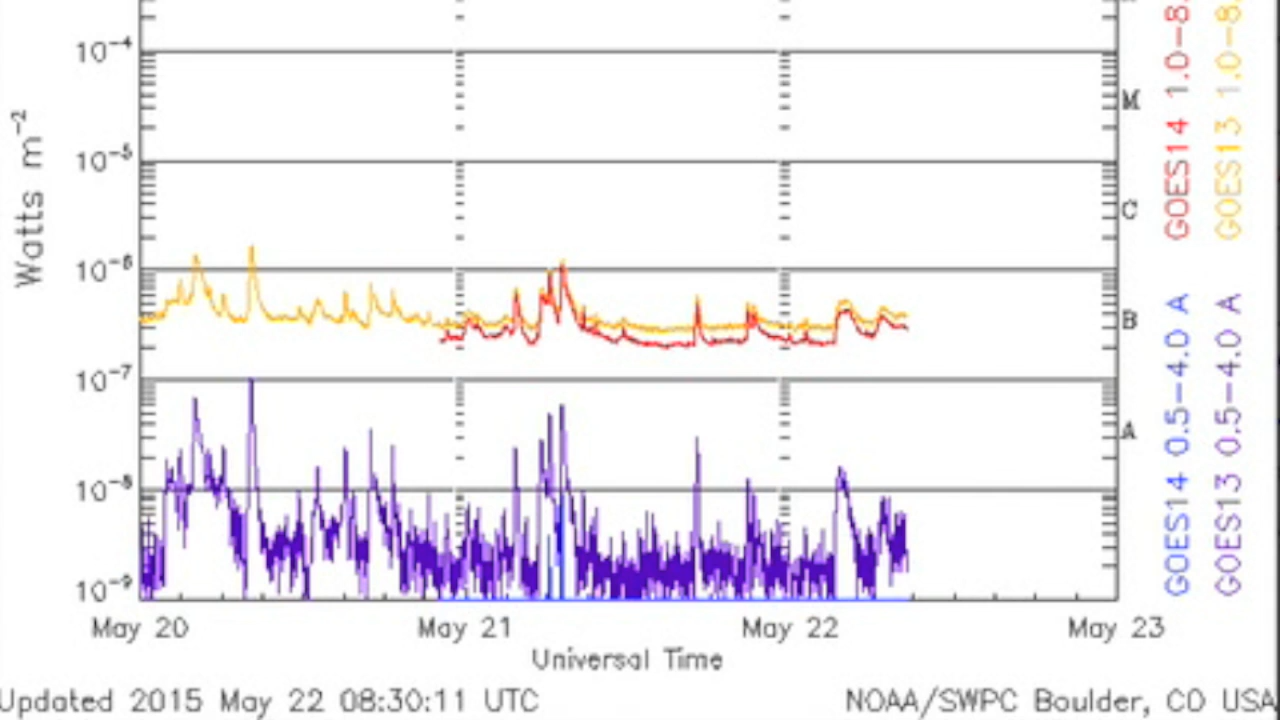 10⁻⁴
10⁻⁵
10⁻⁶
10⁻⁷
10⁻⁸
10⁻⁹
Watts m⁻²
M
C
B
A
GOES14 1.0-8.
GOES13 1.0-8.
GOES14 0.5-4.0 A
GOES13 0.5-4.0 A
May 20 May 21 May 22 May 23
Universal Time
Updated 2015 May 22 08:30:11 UTC NOAA/SWPC Boulder, CO USA